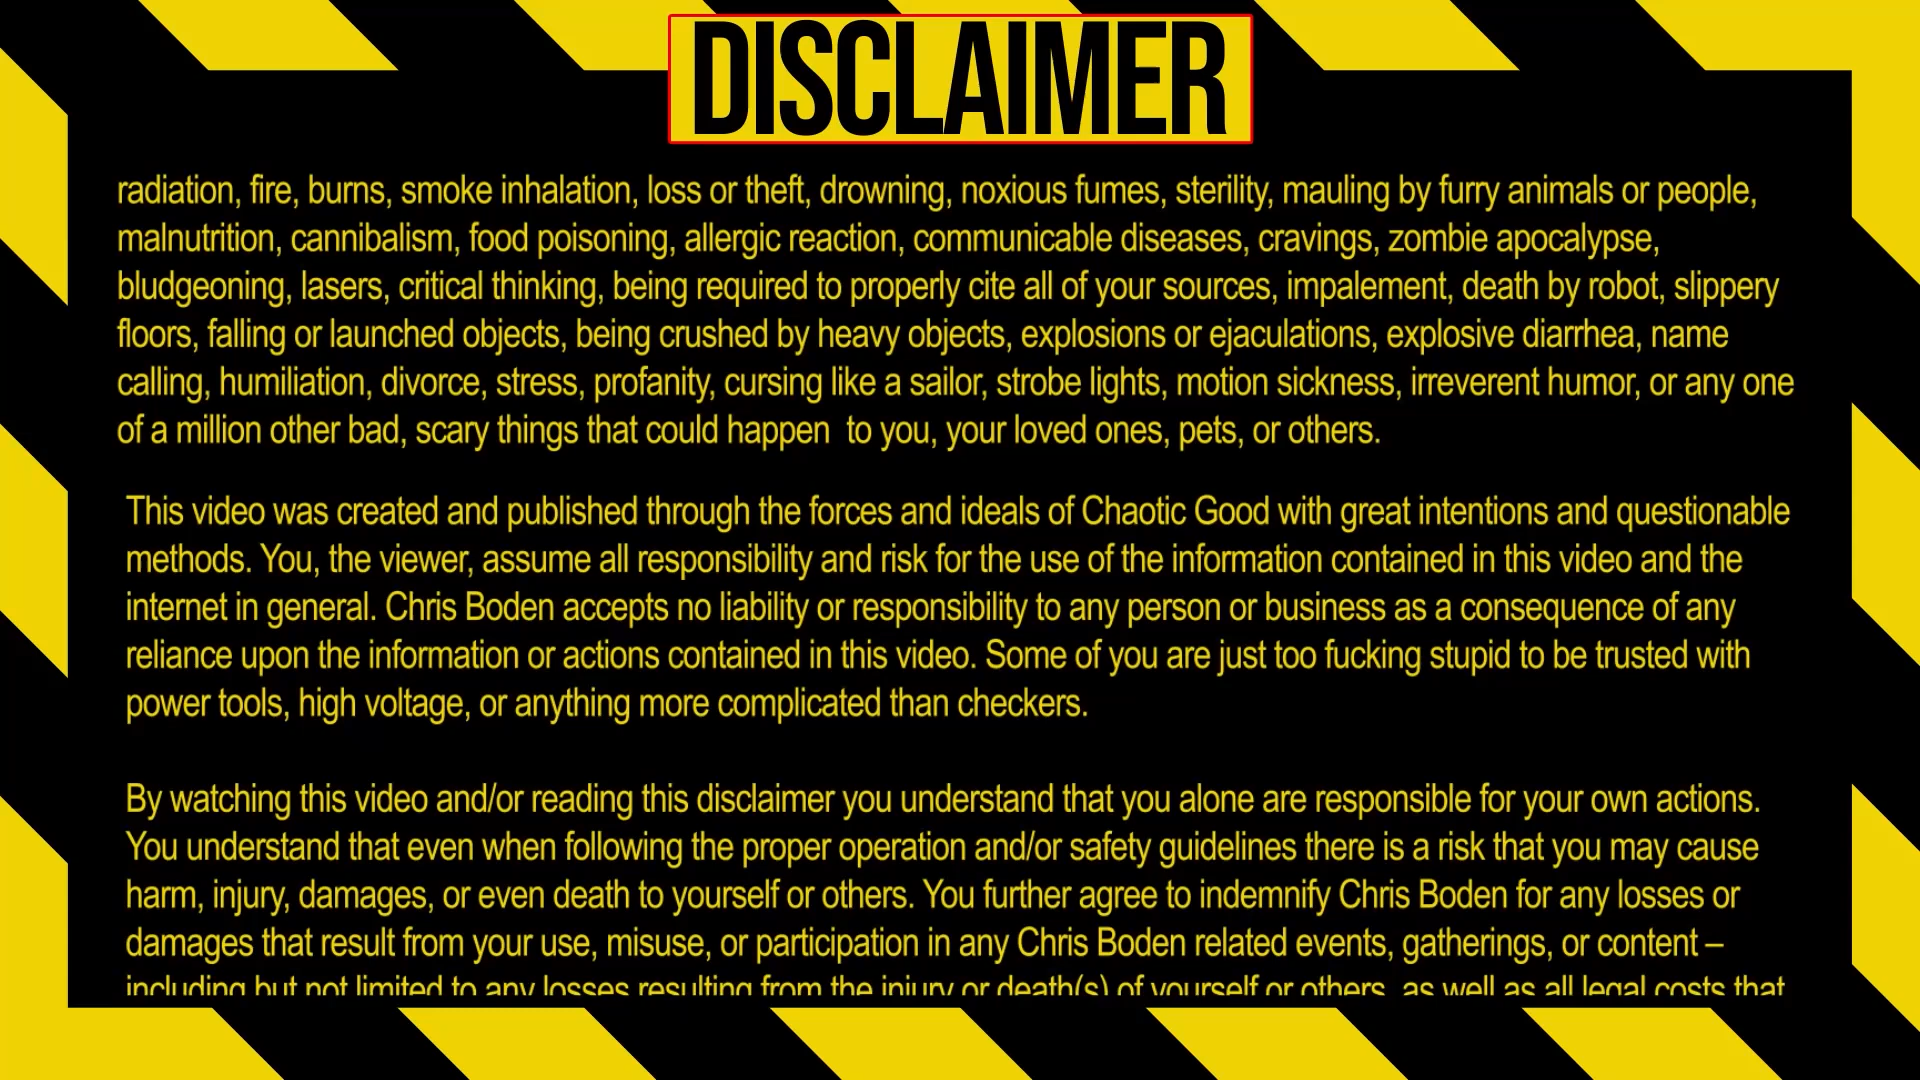 DISCLAIMER
radiation, fire, burns, smoke inhalation, loss or theft, drowning, noxious fumes, sterility, mauling by furry animals or people,
malnutrition, cannibalism, food poisoning, allergic reaction, communicable diseases, cravings, zombie apocalypse,
bludgeoning, lasers, critical thinking, being required to properly cite all of your sources, impalement, death by robot, slippery
floors, falling or launched objects, being crushed by heavy objects, explosions or ejaculations, explosive diarrhea, name
calling, humiliation, divorce, stress, profanity, cursing like a sailor, strobe lights, motion sickness, irreverent humor, or any one
of a million other bad, scary things that could happen  to you, your loved ones, pets, or others.
This video was created and published through the forces and ideals of Chaotic Good with great intentions and questionable
methods. You, the viewer, assume all responsibility and risk for the use of the information contained in this video and the
internet in general. Chris Boden accepts no liability or responsibility to any person or business as a consequence of any
reliance upon the information or actions contained in this video. Some of you are just too fucking stupid to be trusted with
power tools, high voltage, or anything more complicated than checkers.
By watching this video and/or reading this disclaimer you understand that you alone are responsible for your own actions.
You understand that even when following the proper operation and/or safety guidelines there is a risk that you may cause
harm, injury, damages, or even death to yourself or others. You further agree to indemnify Chris Boden for any losses or
damages that result from your use, misuse, or participation in any Chris Boden related events, gatherings, or content –
including but not limited to any losses resulting from the injury or death(s) of yourself or others, as well as all legal costs that